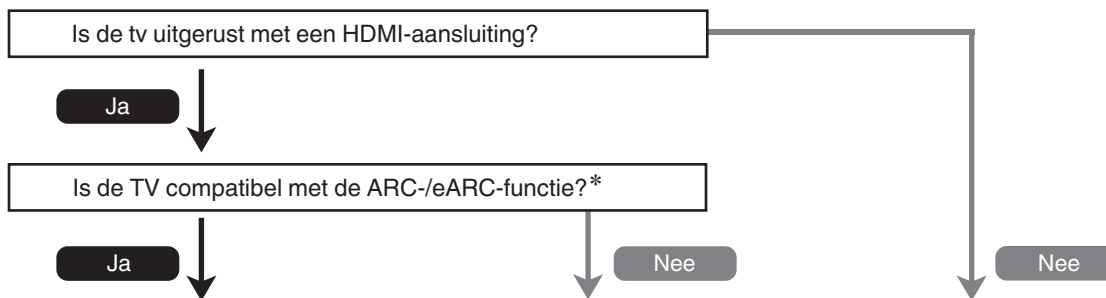 Is de tv uitgerust met een HDMI-aansluiting?
Ja
Is de TV compatibel met de ARC-/eARC-functie?*
Ja
Nee
Nee